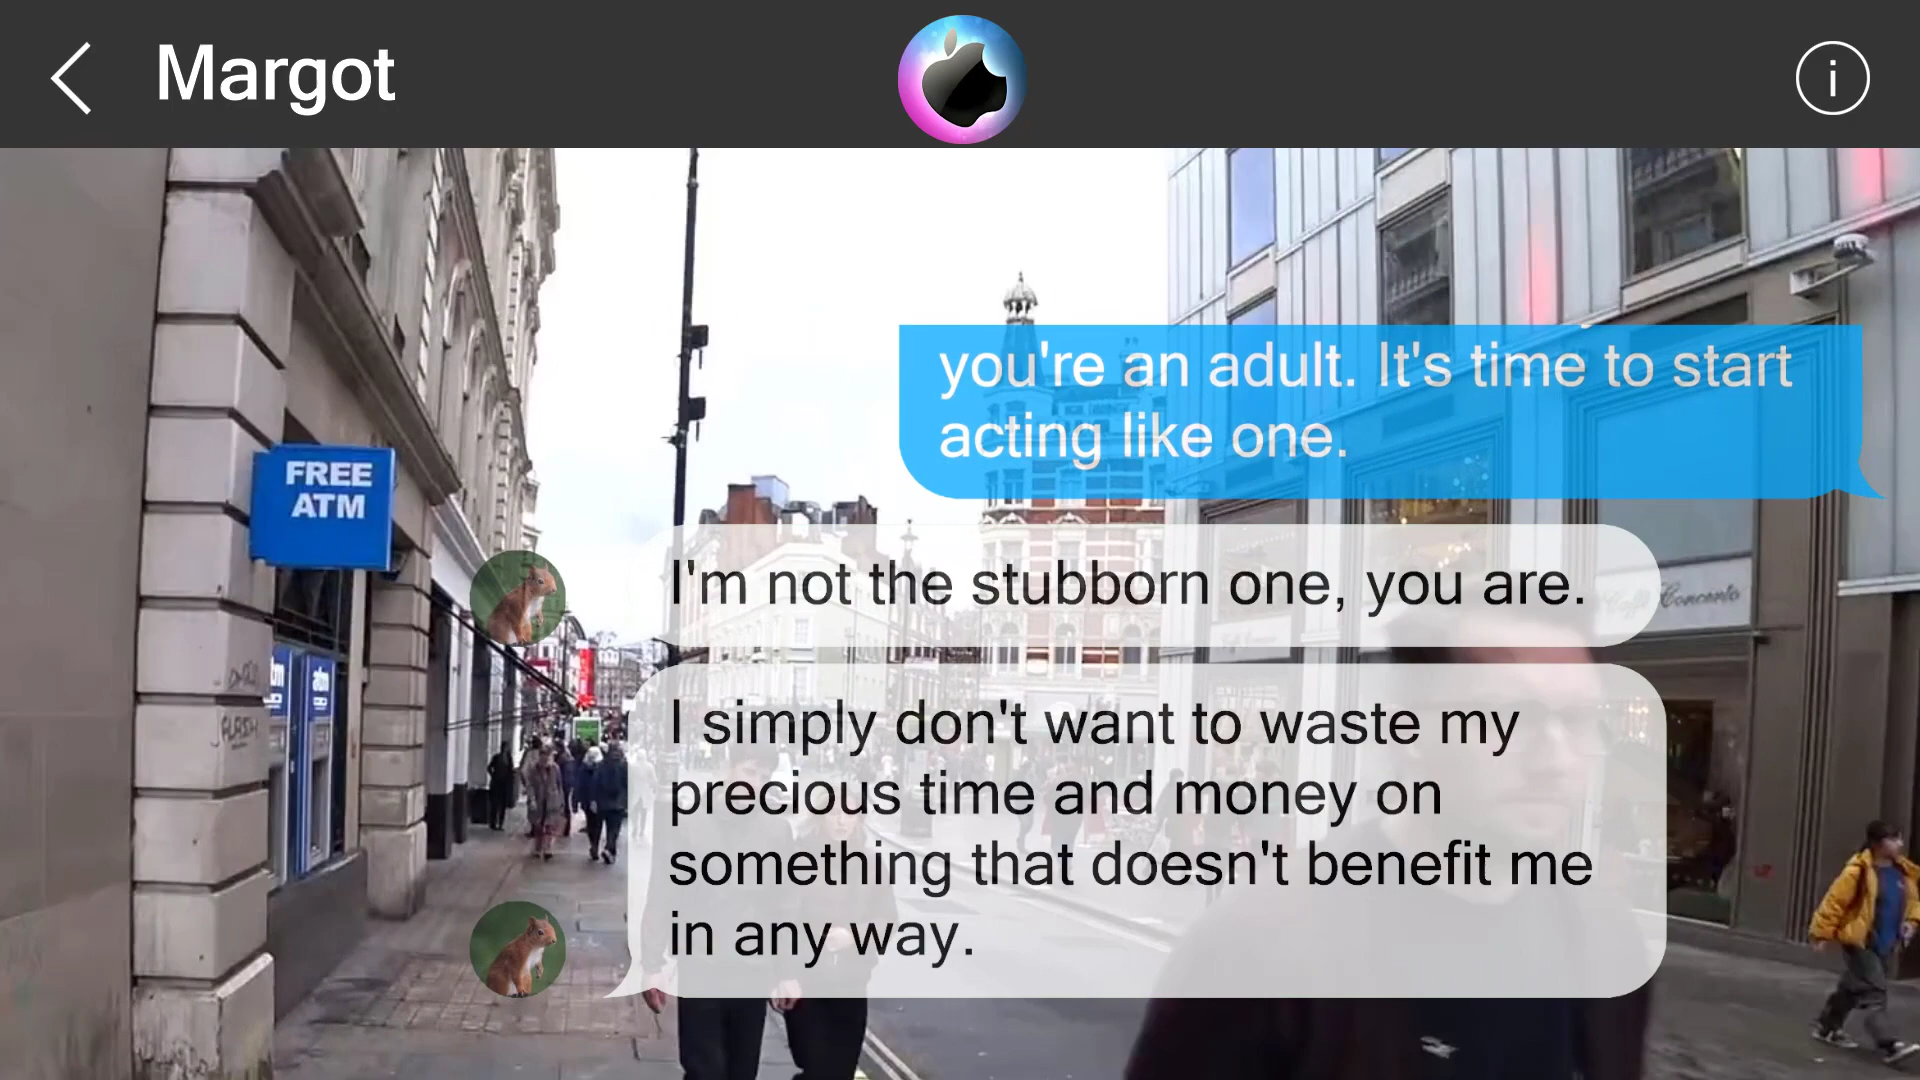 Margot
i
you're an adult. It's time to start
acting like one.
FREE
ATM
I'm not the stubborn one, you are.
Concerto
atm
I simply don't want to waste my
precious time and money on
something that doesn't benefit me
in any way.